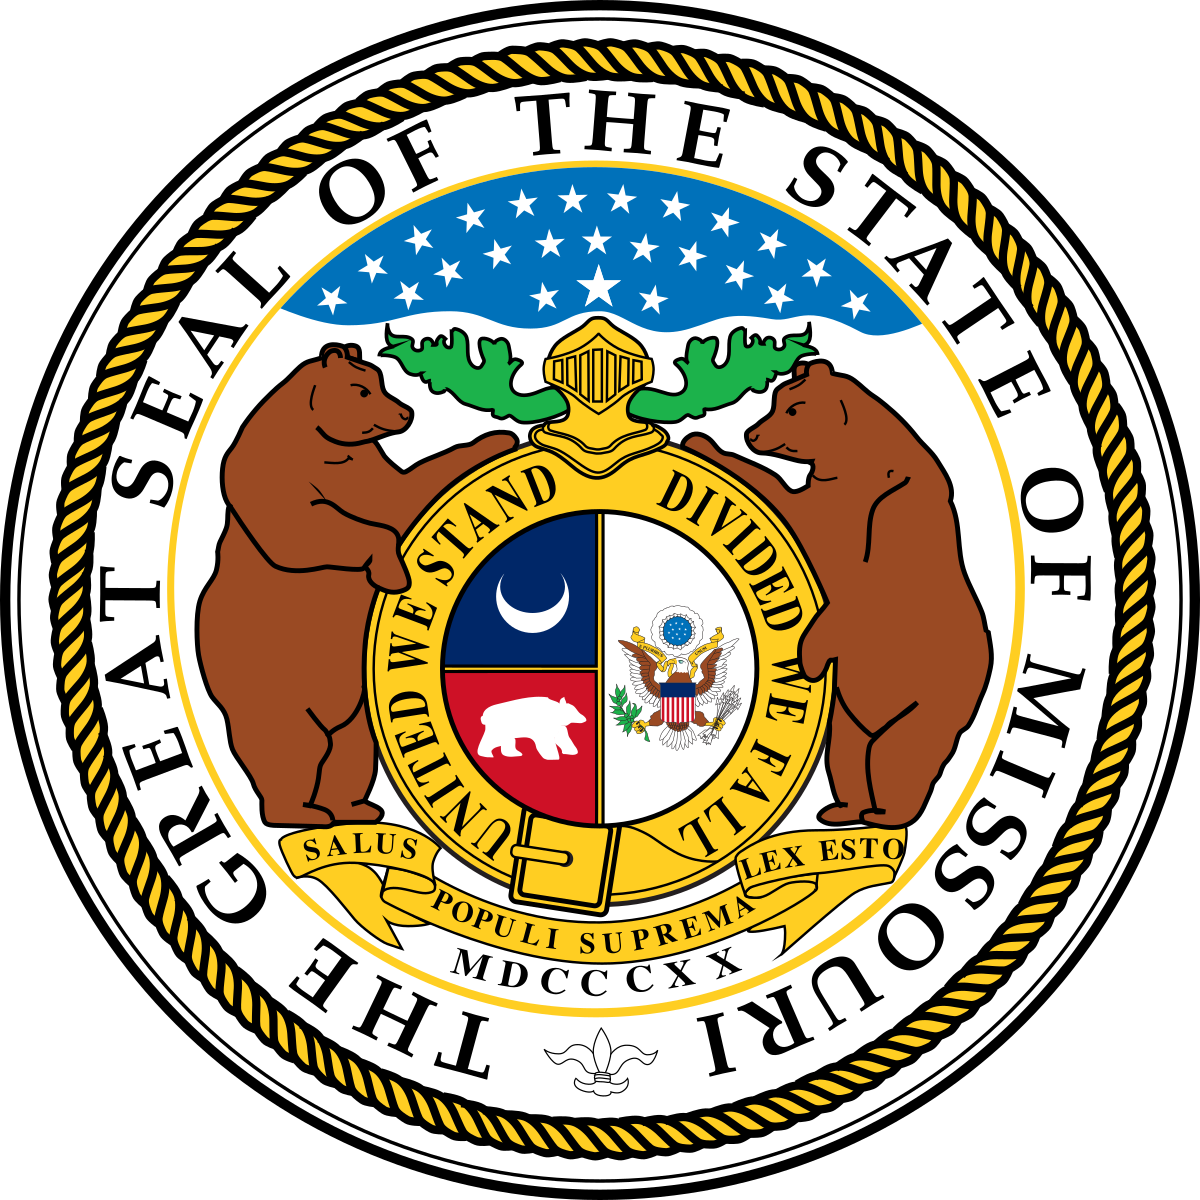 THE GREAT SEAL OF THE STATE OF MISSOURI
UNITED WE STAND DIVIDED WE FALL
SALUS POPULI SUPREMA LEX ESTO
MDCCCXX